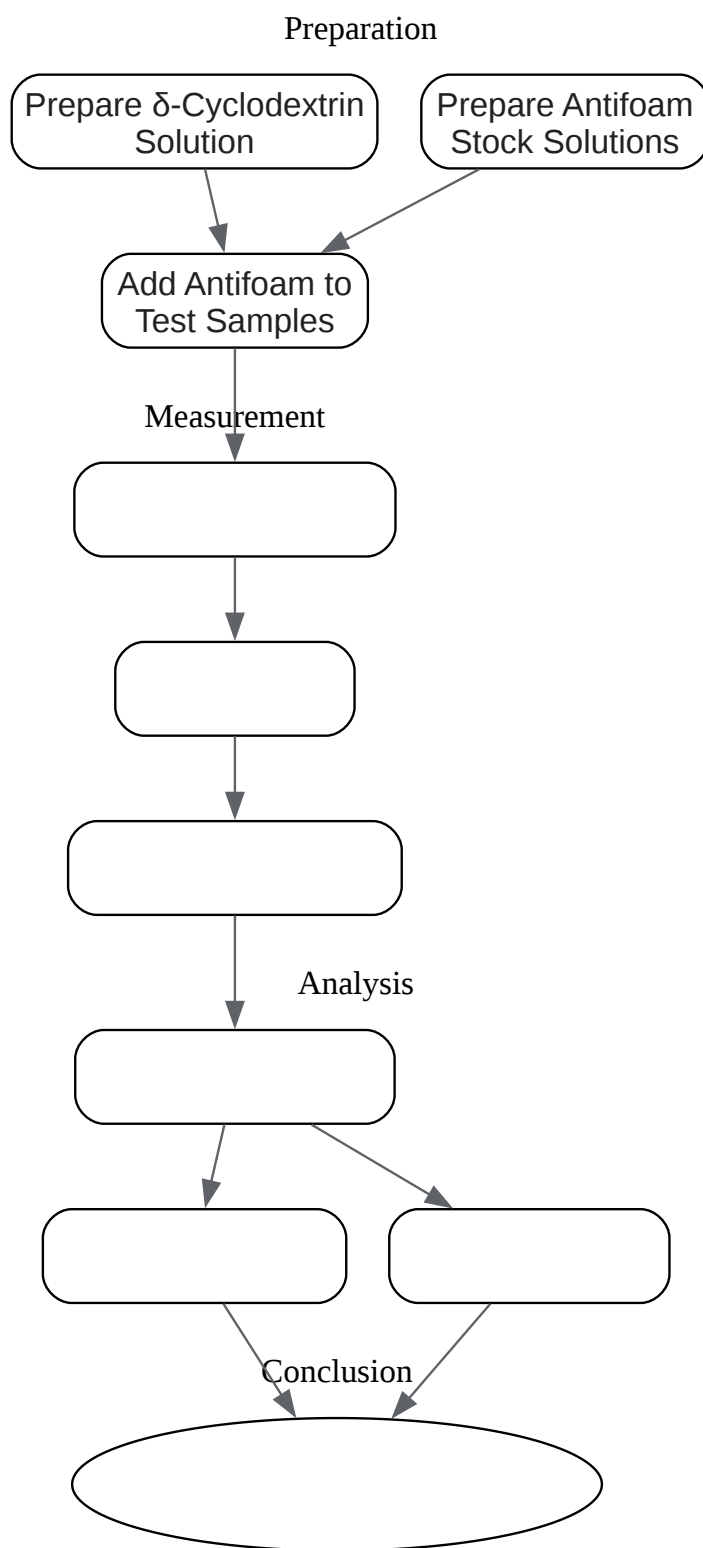 Preparation
Prepare δ-Cyclodextrin
Solution
Prepare Antifoam
Stock Solutions
Add Antifoam to
Test Samples
Measurement
Analysis
Conclusion